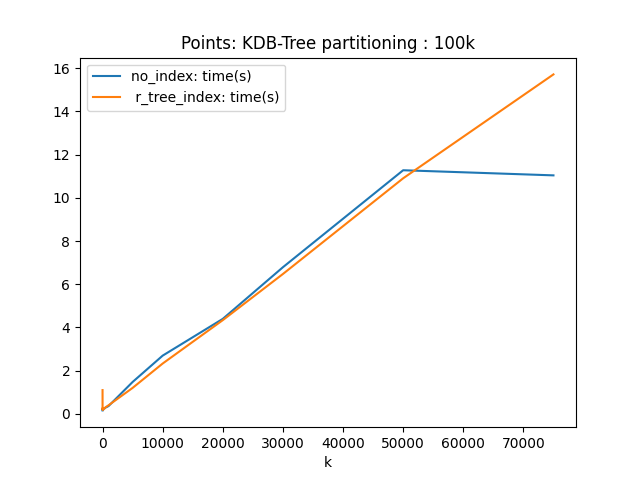 Points: KDB-Tree partitioning : 100k
no_index: time(s)
r_tree_index: time(s)
16
14
12
10
8
6
4
2
0
0 10000 20000 30000 40000 50000 60000 70000
k